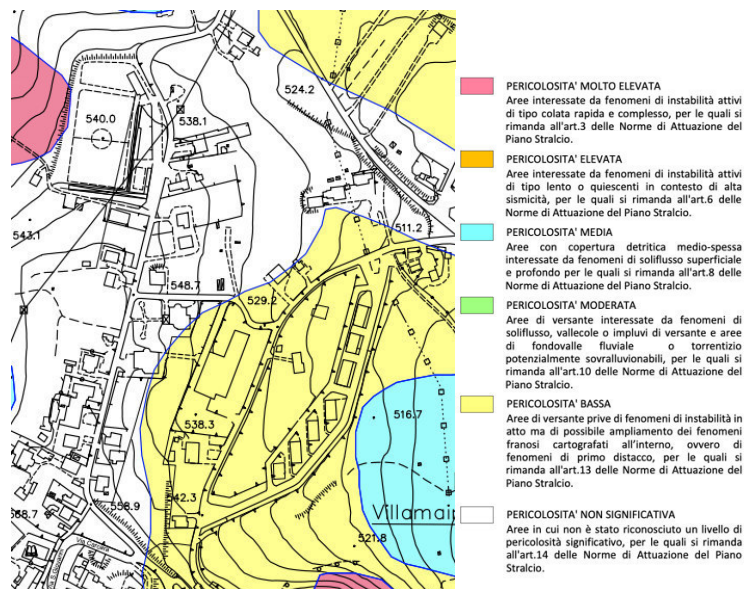 540.0
538.1
524.2
543.1
511.2
548.7
529.2
516.7
538.3
542.3
Villamai
558.9
568.7
521.8
Via
PERICOLOSITA' MOLTO ELEVATA
Aree interessate da fenomeni di instabilità attivi
di tipo colata rapida e complesso, per le quali si
rimanda all'art.3 delle Norme di Attuazione del
Piano Stralcio.
PERICOLOSITA' ELEVATA
Aree interessate da fenomeni di instabilità attivi
di tipo lento o quiescenti in contesto di alta
sismicità, per le quali si rimanda all'art.6 delle
Norme di Attuazione del Piano Stralcio.
PERICOLOSITA' MEDIA
Aree con copertura detritica medio-spessa
interessate da fenomeni di soliflusso superficiale
e profondo per le quali si rimanda all'art.8 delle
Norme di Attuazione del Piano Stralcio.
PERICOLOSITA' MODERATA
Aree di versante interessate da fenomeni di
soliflusso, vallecole o impluvi di versante e aree
di fondovalle fluviale o torrentizio
potenzialmente sovralluvionabili, per le quali si
rimanda all'art.10 delle Norme di Attuazione del
Piano Stralcio.
PERICOLOSITA' BASSA
Aree di versante prive di fenomeni di instabilità in
atto ma di possibile ampliamento dei fenomeni
franosi cartografati all'interno, ovvero di
fenomeni di primo distacco, per le quali si
rimanda all'art.13 delle Norme di Attuazione del
Piano Stralcio.
PERICOLOSITA' NON SIGNIFICATIVA
Aree in cui non è stato riconosciuto un livello di
pericolosità significativo, per le quali si rimanda
all'art.14 delle Norme di Attuazione del Piano
Stralcio.